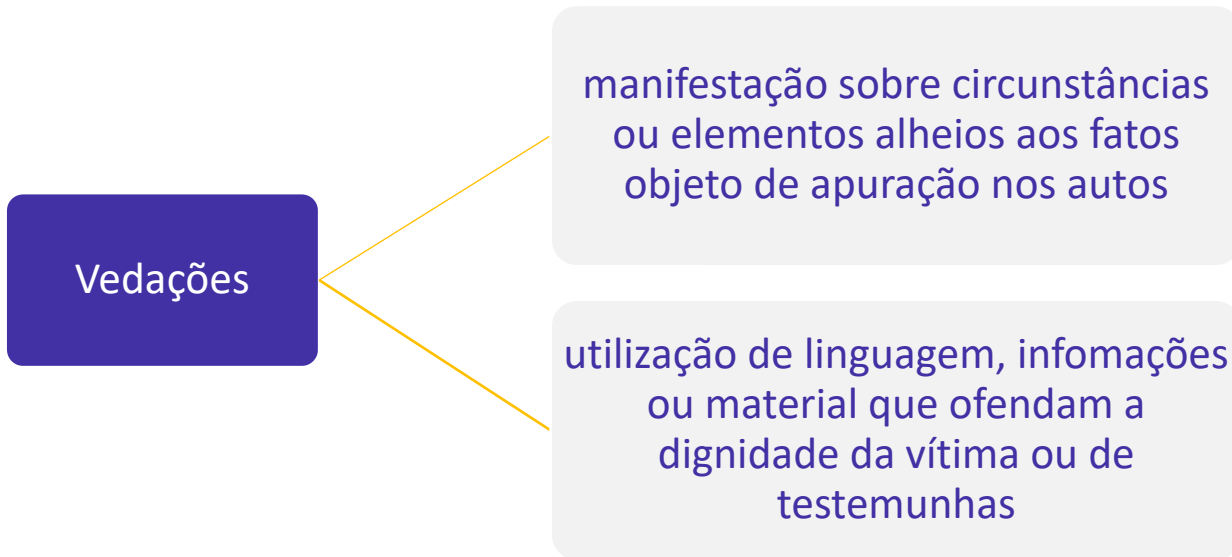 Vedações
manifestação sobre circunstâncias
ou elementos alheios aos fatos
objeto de apuração nos autos
utilização de linguagem, infomações
ou material que ofendam a
dignidade da vítima ou de
testemunhas